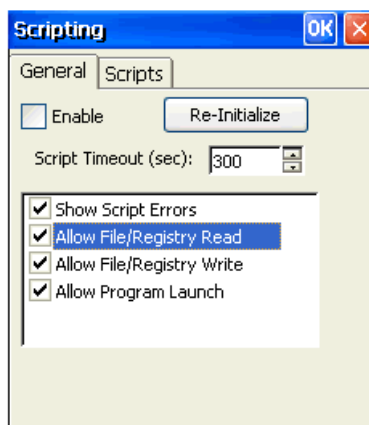 Scripting OK
General Scripts
Enable Re-Initialize
Script Timeout (sec): 300
Show Script Errors
Allow File/Registry Read
Allow File/Registry Write
Allow Program Launch